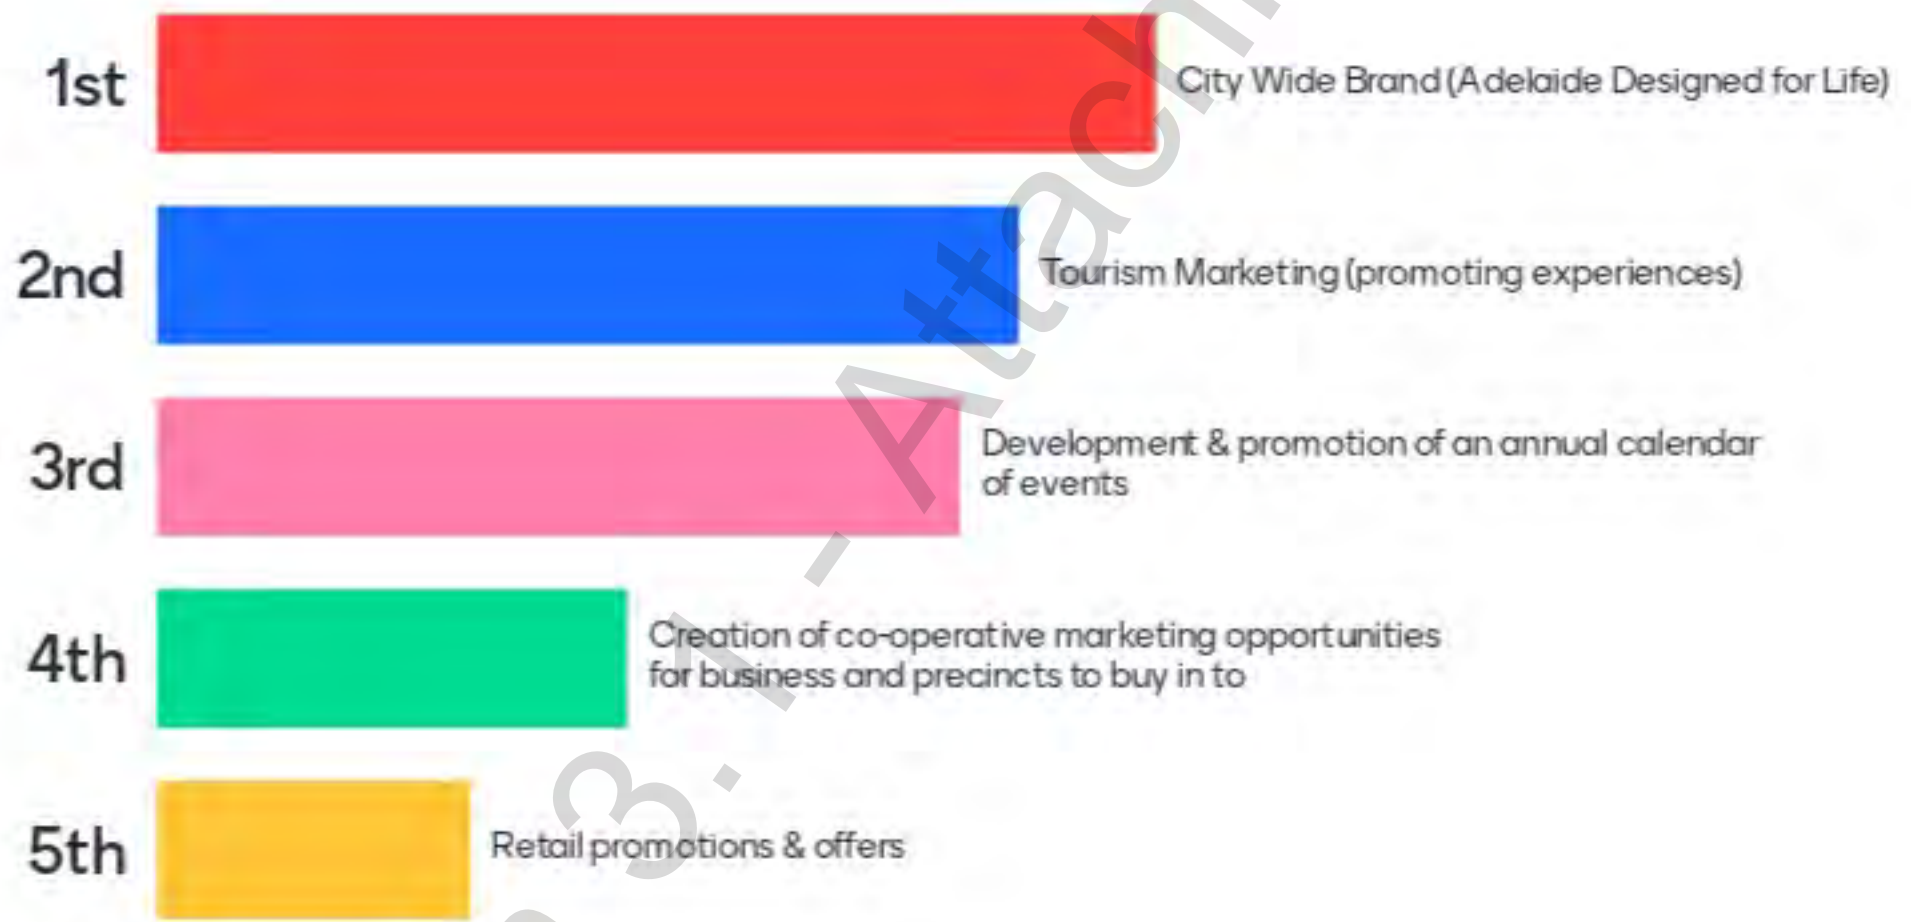 1st
City Wide Brand (Adelaide Designed for Life)
2nd
Tourism Marketing (promoting experiences)
3rd
Development & promotion of an annual calendar
of events
4th
Creation of co-operative marketing opportunities
for business and precincts to buy in to
5th
Retail promotions & offers
3.1 - Attach